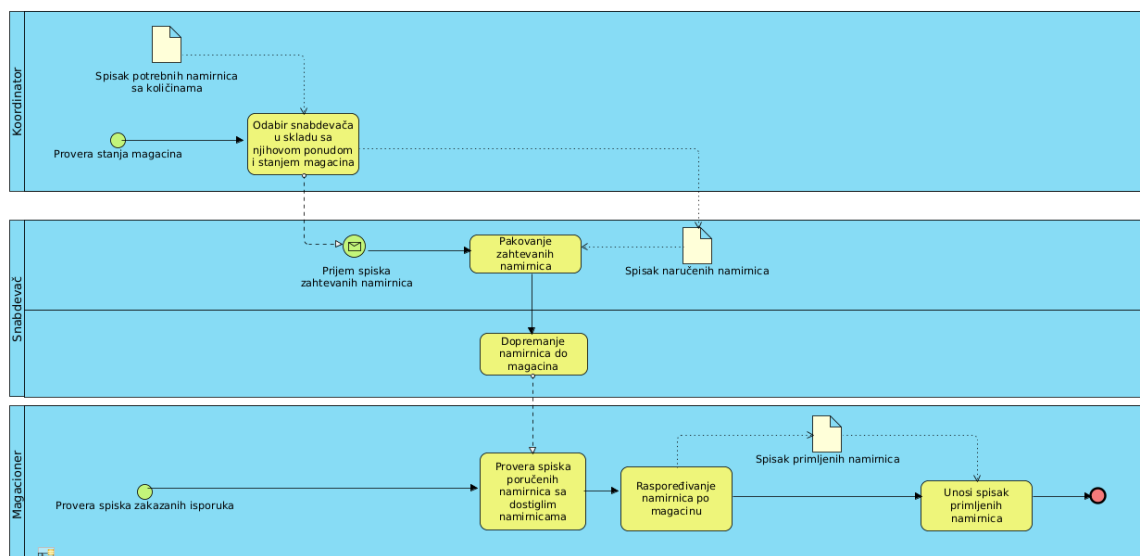 Koordinator
Spisak potrebnih namirnica
sa količinama
Provera stanja magacina
Odabir snabdevača
u skladu sa
njihovom ponudom
i stanjem magacina
Snabdevač
Prijem spiska
zahtevanih namirnica
Pakovanje
zahtevanih
namirnica
Spisak naručenih namirnica
Dopremanje
namirnica do
magacina
Magacioner
Provera spiska zakazanih isporuka
Provera spiska
poručenih
namirnica sa
dostiglim
namirnicama
Raspoređivanje
namirnica po
magacinu
Spisak primljenih namirnica
Unosi spisak
primljenih
namirnica